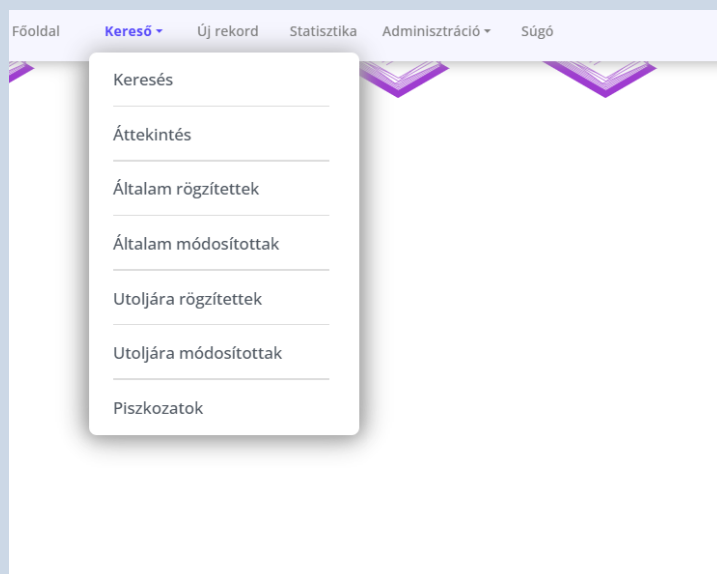 Főoldal Kereső Új rekord Statisztika Adminisztráció Súgó
Keresés
Áttekintés
Általam rögzítettek
Általam módosítottak
Utoljára rögzítettek
Utoljára módosítottak
Piszkozatok